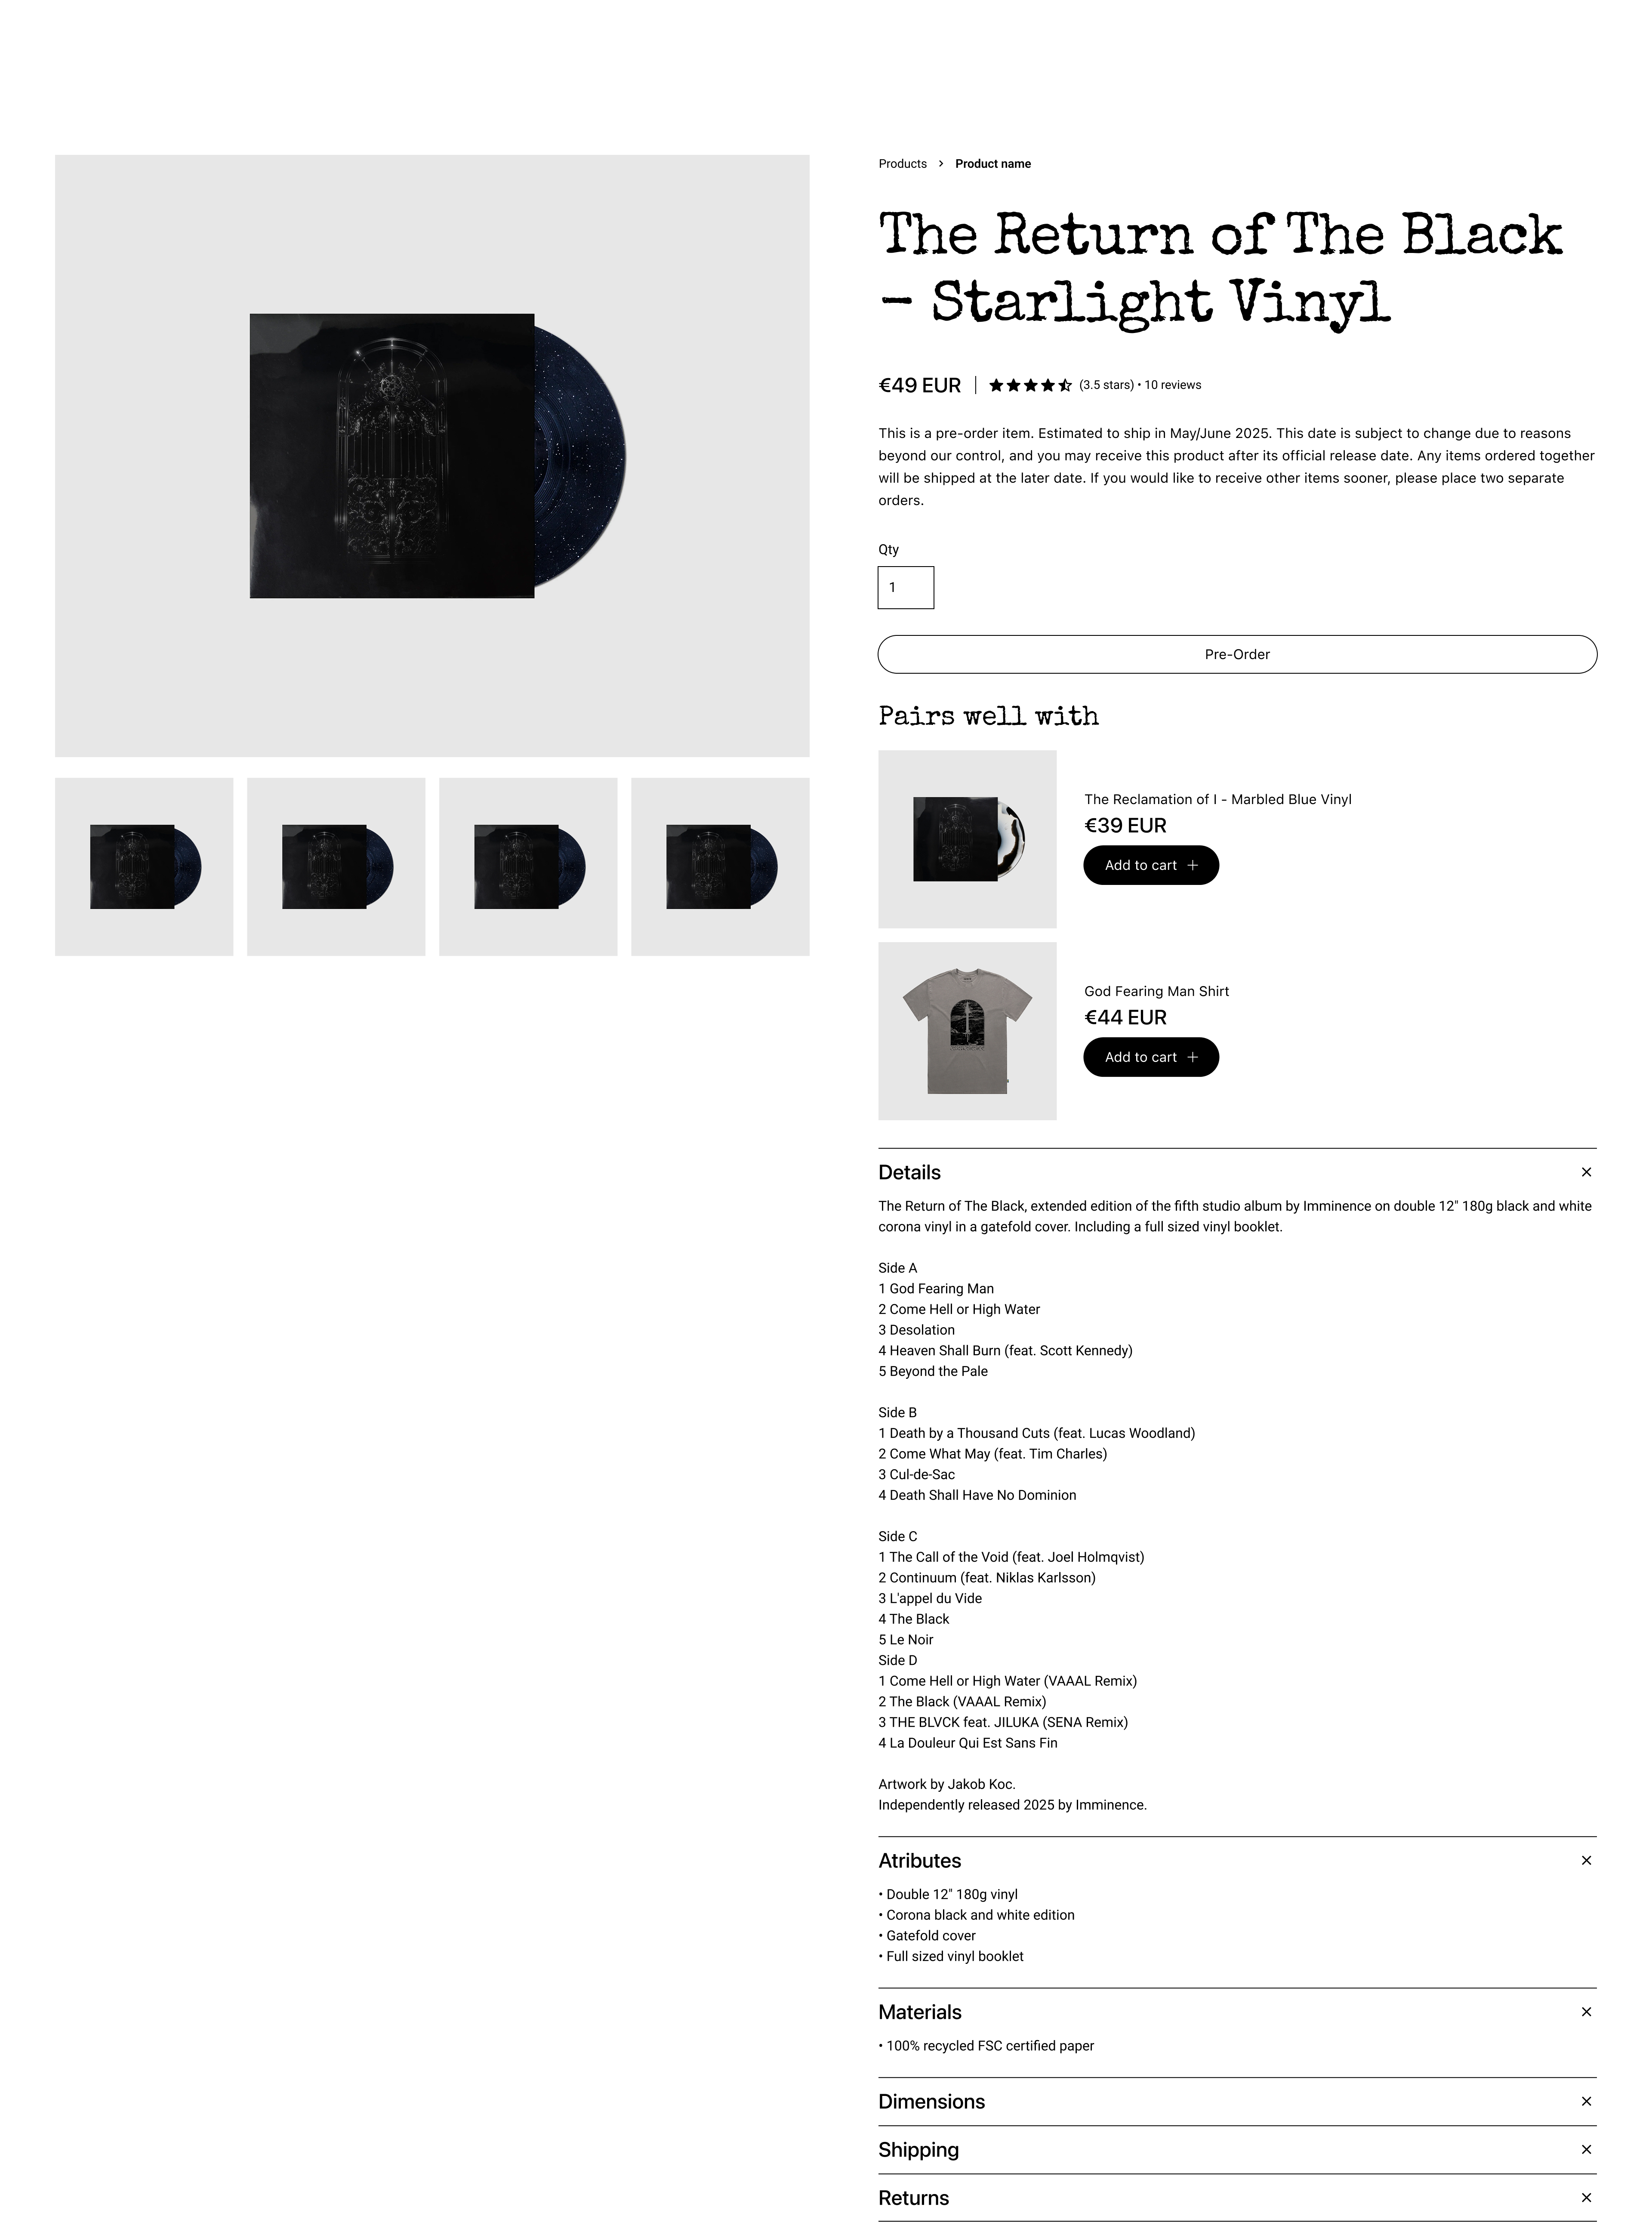 Products > Product name
The Return of The Black
– Starlight Vinyl
€49 EUR | (3.5 stars) • 10 reviews
This is a pre-order item. Estimated to ship in May/June 2025. This date is subject to change due to reasons
beyond our control, and you may receive this product after its official release date. Any items ordered together
will be shipped at the later date. If you would like to receive other items sooner, please place two separate
orders.
Qty
1
Pre-Order
Pairs well with
The Reclamation of I - Marbled Blue Vinyl
€39 EUR
Add to cart
God Fearing Man Shirt
€44 EUR
Add to cart
Details
The Return of The Black, extended edition of the fifth studio album by Imminence on double 12" 180g black and white
corona vinyl in a gatefold cover. Including a full sized vinyl booklet.
Side A
1 God Fearing Man
2 Come Hell or High Water
3 Desolation
4 Heaven Shall Burn (feat. Scott Kennedy)
5 Beyond the Pale
Side B
1 Death by a Thousand Cuts (feat. Lucas Woodland)
2 Come What May (feat. Tim Charles)
3 Cul-de-Sac
4 Death Shall Have No Dominion
Side C
1 The Call of the Void (feat. Joel Holmqvist)
2 Continuum (feat. Niklas Karlsson)
3 L'appel du Vide
4 The Black
5 Le Noir
Side D
1 Come Hell or High Water (VAAAL Remix)
2 The Black (VAAAL Remix)
3 THE BLVCK feat. JILUKA (SENA Remix)
4 La Douleur Qui Est Sans Fin
Artwork by Jakob Koc.
Independently released 2025 by Imminence.
Atributes
• Double 12" 180g vinyl
• Corona black and white edition
• Gatefold cover
• Full sized vinyl booklet
Materials
• 100% recycled FSC certified paper
Dimensions
Shipping
Returns